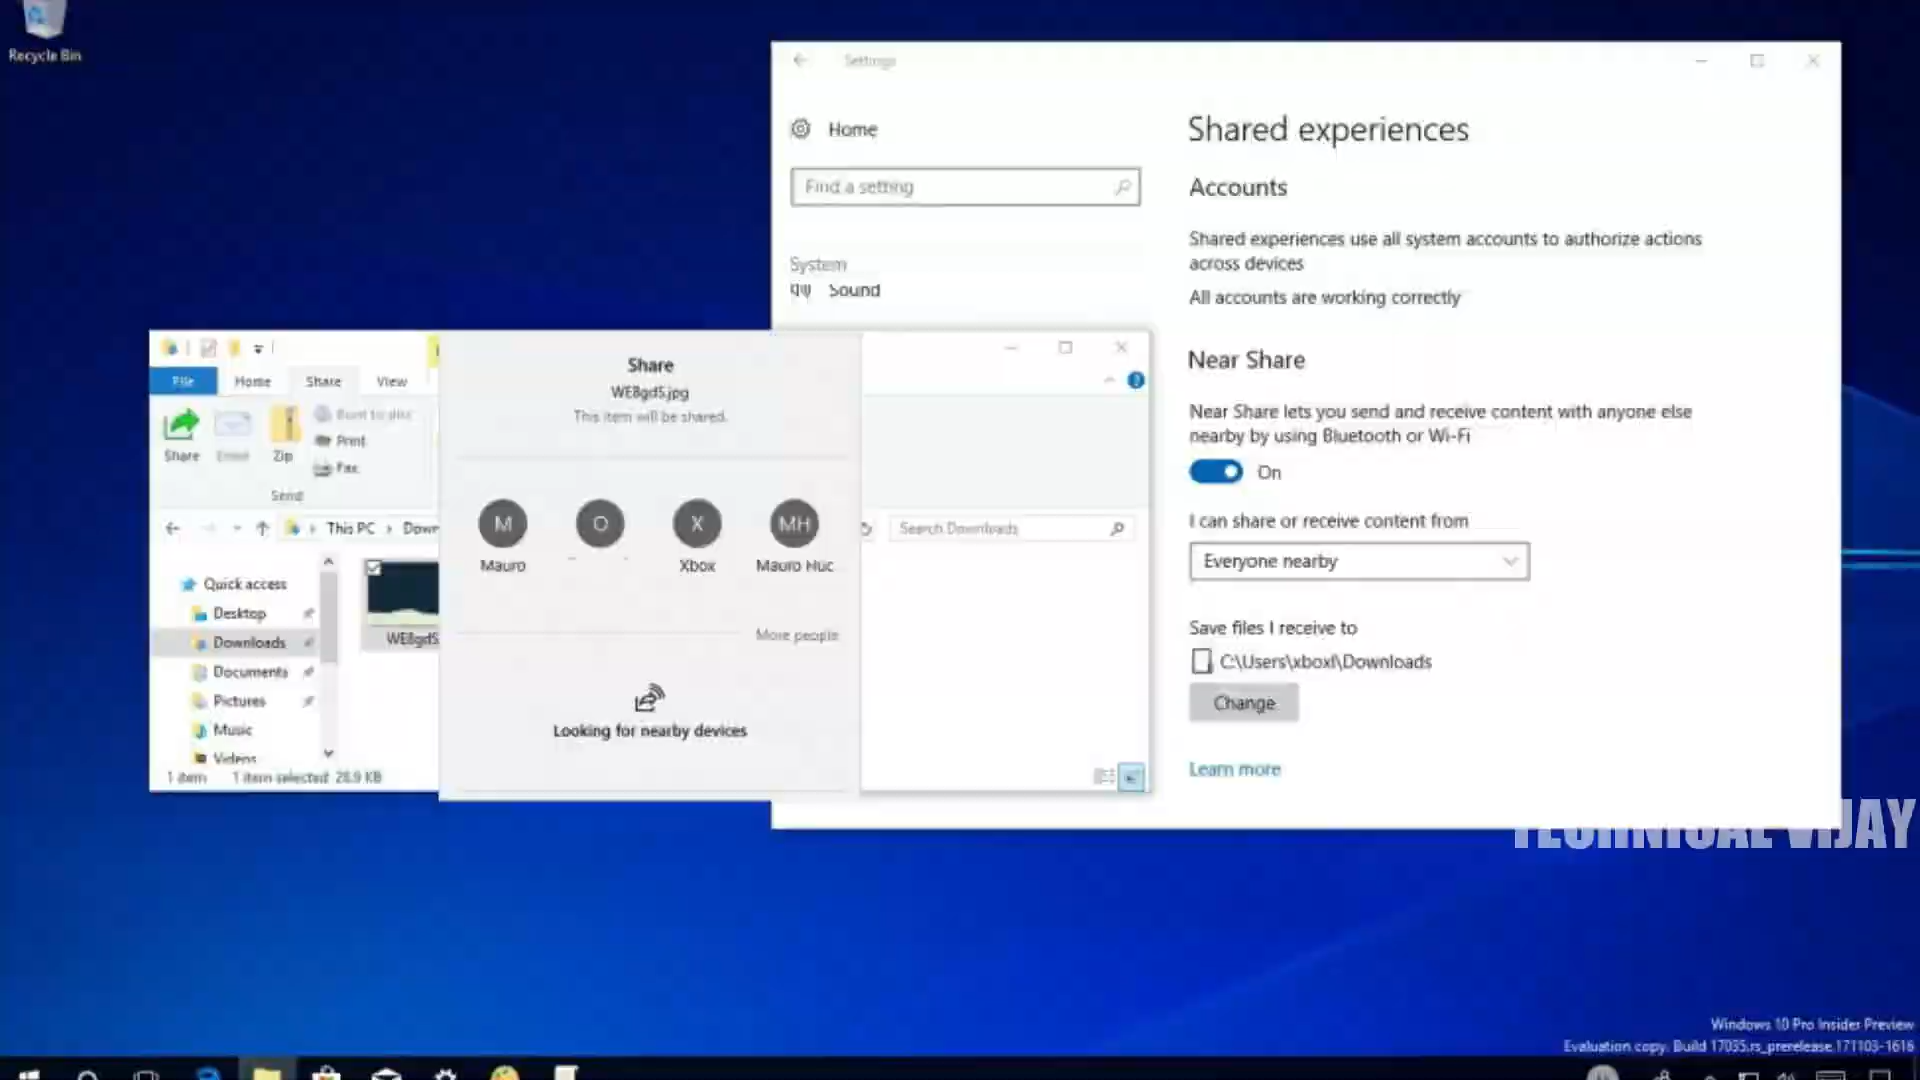 Recycle Bin
Settings
Home
Find a setting
System
Sound
Shared experiences
Accounts
Shared experiences use all system accounts to authorize actions
across devices
All accounts are working correctly
Near Share
Near Share lets you send and receive content with anyone else
nearby by using Bluetooth or Wi-Fi
On
I can share or receive content from
Everyone nearby
Save files I receive to
C:\Users\xboxl\Downloads
Change
Learn more
File
Home
Share
View
Share
Email
Zip
Burn to disc
Print
Fax
Send
This PC
Down
Search Downloads
Quick access
Desktop
Downloads
Documents
Pictures
Music
Videos
WE8gdS
1 item
1 item selected 28.9 KB
Share
WE8gdS.jpg
This item will be shared.
M
O
X
MH
Mauro
Xbox
Mauro Huc
More people
Looking for nearby devices
TECHNICAL VIJAY
Windows 10 Pro Insider Preview
Evaluation copy. Build 17035.rs_prerelease.171103-1616